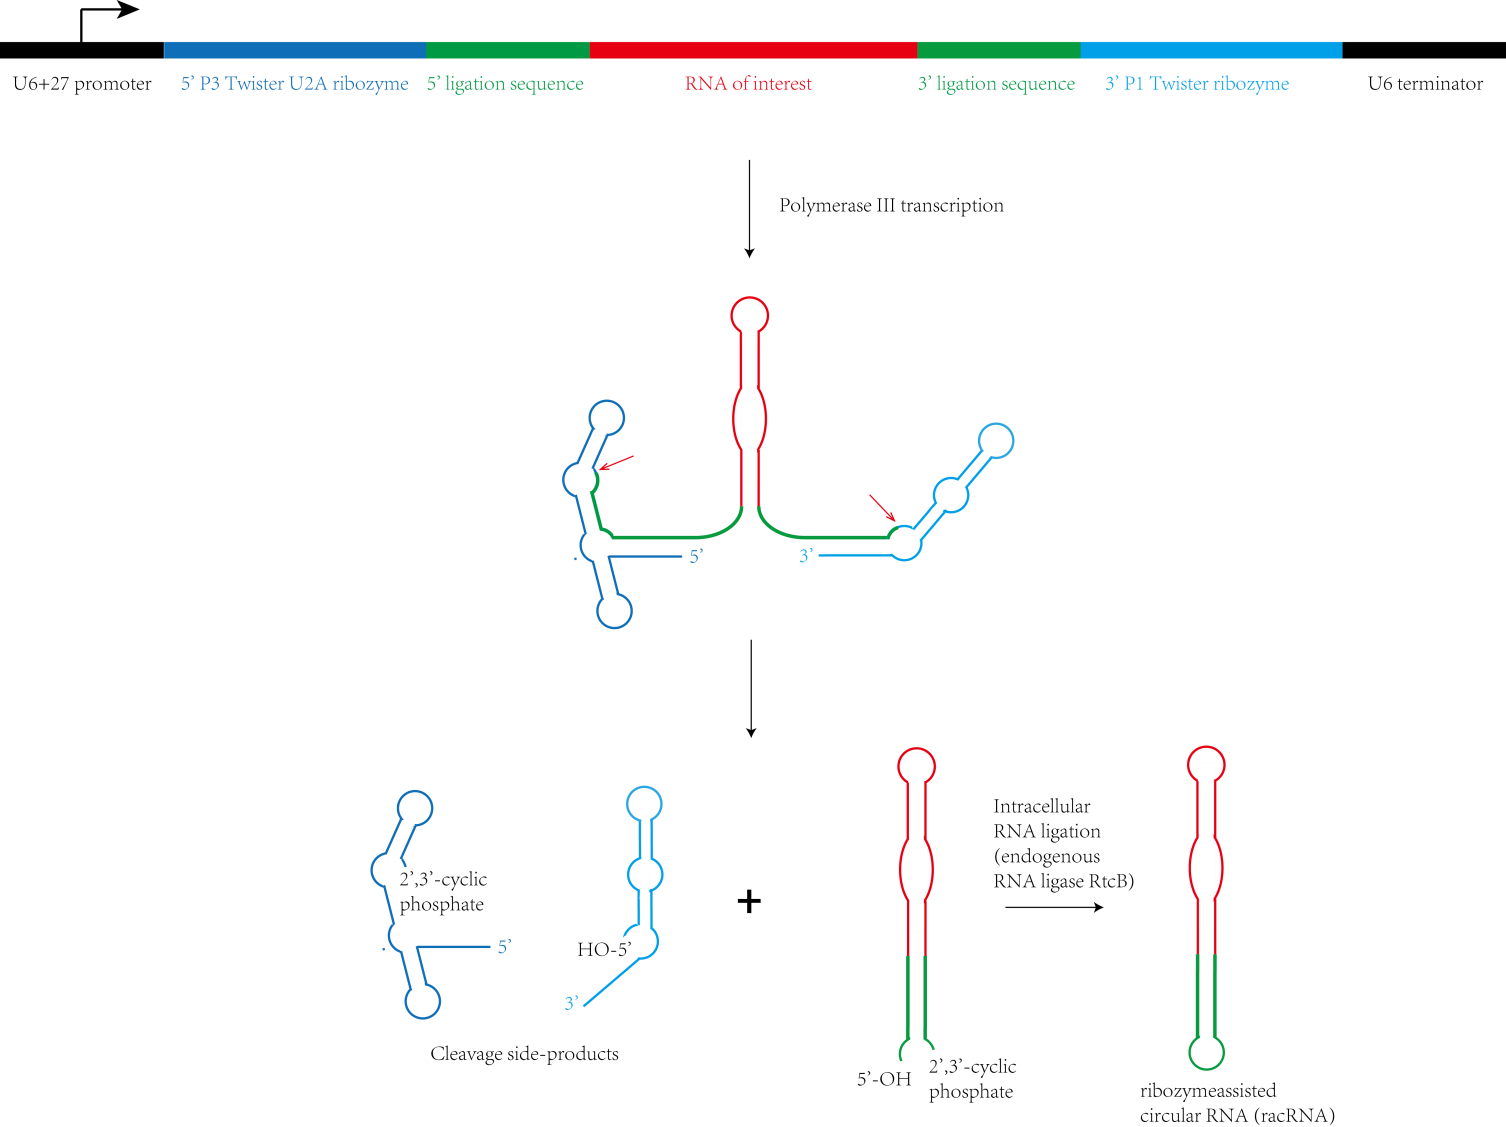 U6+27 promoter
5’ P3 Twister U2A ribozyme
5’ ligation sequence
RNA of interest
3’ ligation sequence
3’ P1 Twister ribozyme
U6 terminator
Polymerase III transcription
5’
3’
2’,3’-cyclic
phosphate
5’
HO-5’
3’
Cleavage side-products
+
5’-OH
2’,3’-cyclic
phosphate
Intracellular
RNA ligation
(endogenous
RNA ligase RtcB)
ribozymeassisted
circular RNA (racRNA)